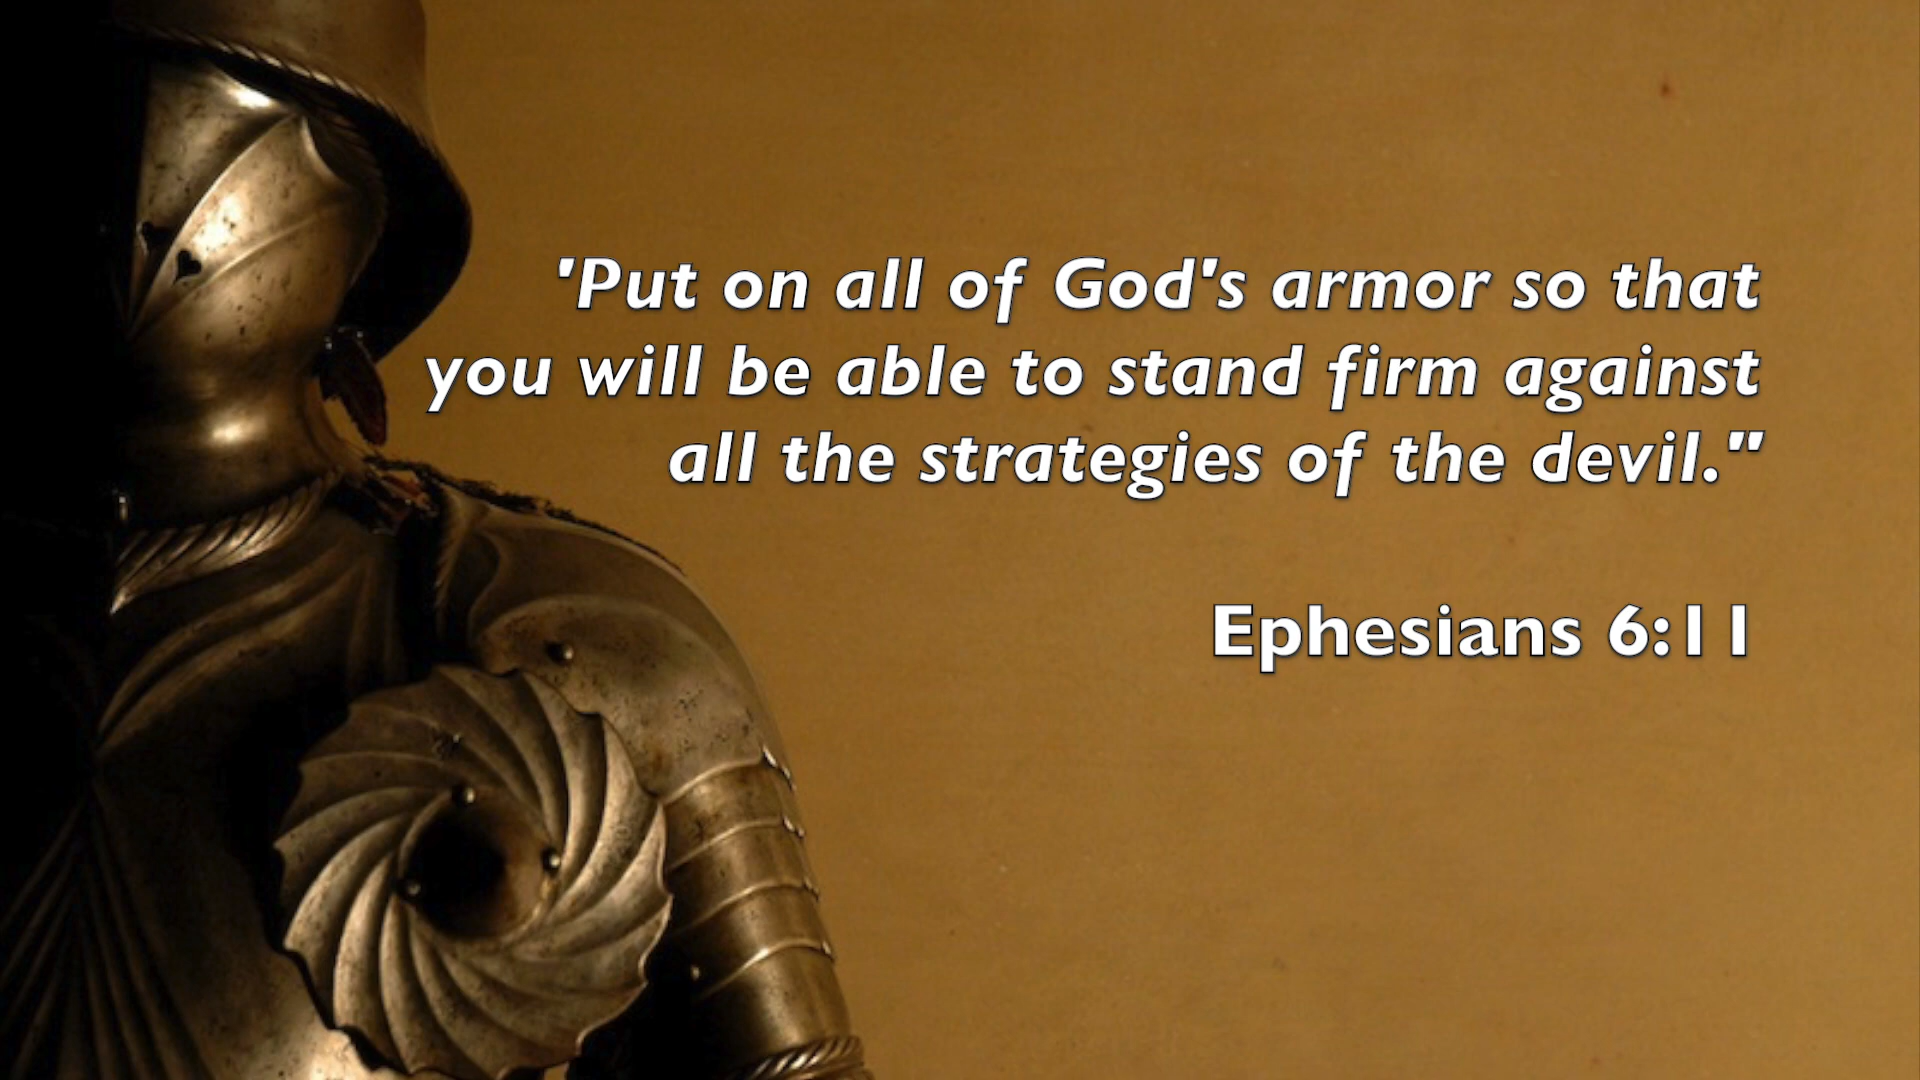 'Put on all of God's armor so that
you will be able to stand firm against
all the strategies of the devil."
Ephesians 6:11